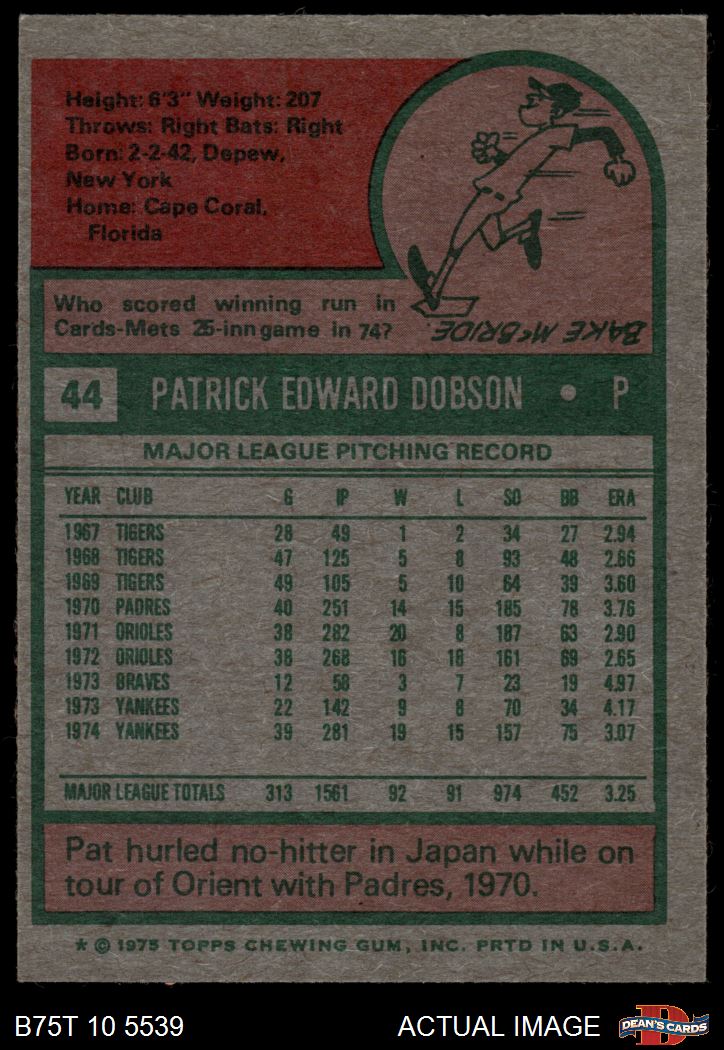 Height: 6'3" Weight: 207
Throws: Right Bats: Right
Born: 2-2-42, Depew,
New York
Home: Cape Coral,
Florida
Who scored winning run in
Cards-Mets 25-inn game in 74?
BAKE McBRIDE.
44 PATRICK EDWARD DOBSON • P
MAJOR LEAGUE PITCHING RECORD
YEAR CLUB G IP W L SO BB ERA
1967 TIGERS 28 49 1 2 34 27 2.94
1968 TIGERS 47 125 5 8 93 48 2.66
1969 TIGERS 49 105 5 10 64 39 3.60
1970 PADRES 40 251 14 15 185 78 3.76
1971 ORIOLES 38 282 20 8 187 63 2.90
1972 ORIOLES 38 268 16 18 161 69 2.65
1973 BRAVES 12 58 3 7 23 19 4.97
1973 YANKEES 22 142 9 8 70 34 4.17
1974 YANKEES 39 281 19 15 157 75 3.07
MAJOR LEAGUE TOTALS 313 1561 92 91 974 452 3.25
Pat hurled no-hitter in Japan while on
tour of Orient with Padres, 1970.
* © 1975 TOPPS CHEWING GUM, INC. PRTD IN U.S.A.
B75T 10 5539 ACTUAL IMAGE D DEAN'S CARDS